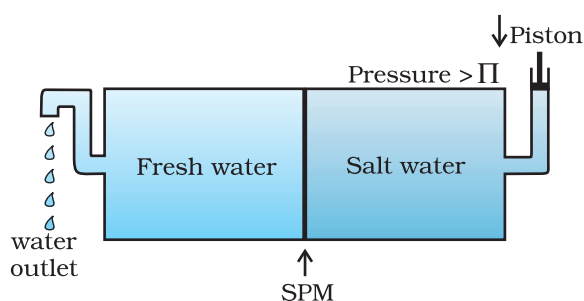 Piston
Pressure > Π
Fresh water
Salt water
water
outlet
SPM